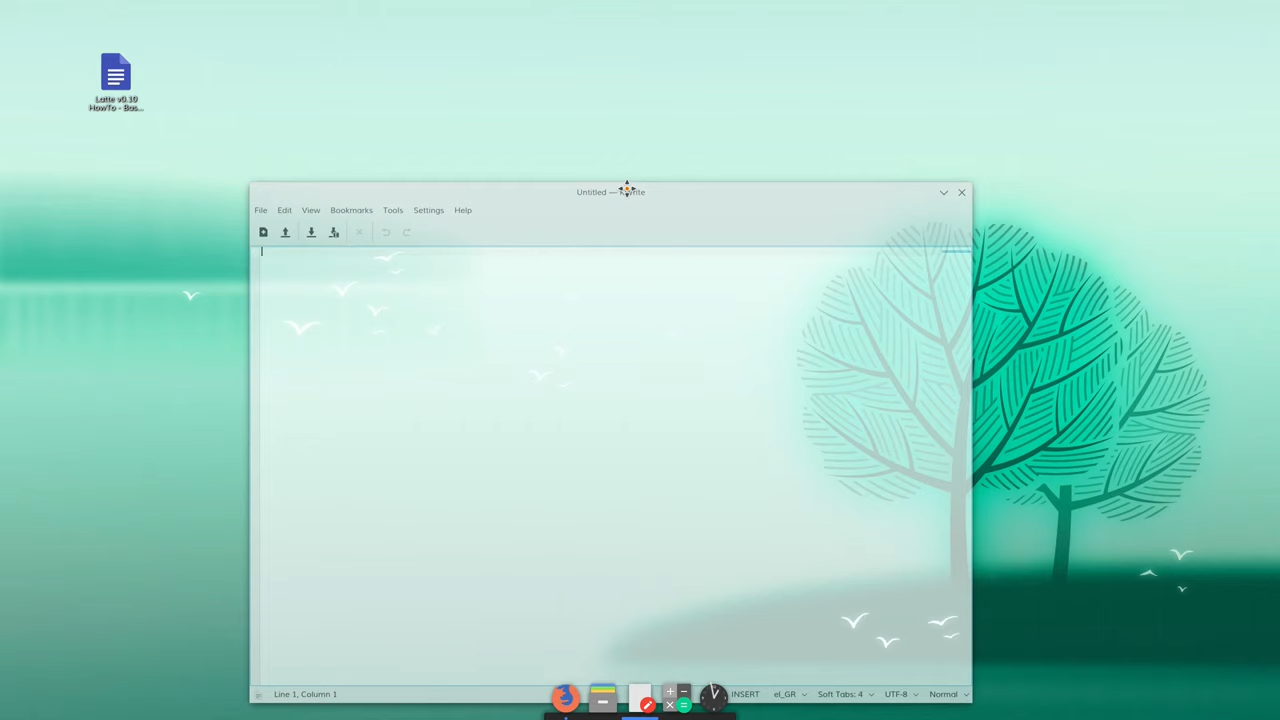 Latte v0.10
HowTo - Bas...
Untitled —
File Edit View Bookmarks Tools Settings Help
Line 1, Column 1 INSERT el_GR Soft Tabs: 4 UTF-8 Normal